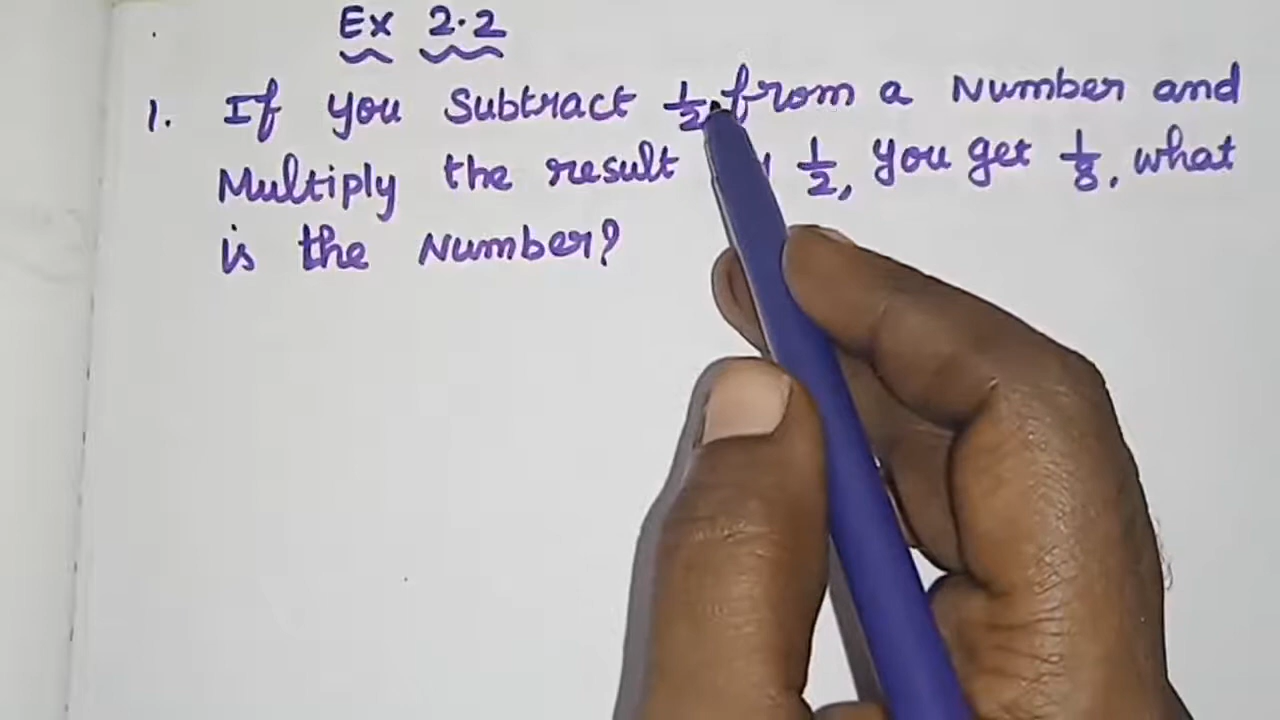 Ex 2.2
1. If you Subtract 1/2 from a Number and
Multiply the result 1/2, you get 1/8, what
is the Number?